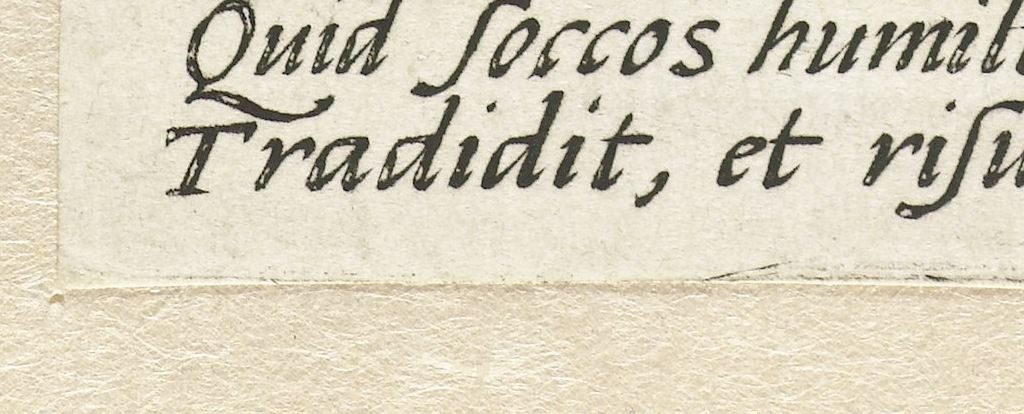 Quid ſoccos
Tradidit, et